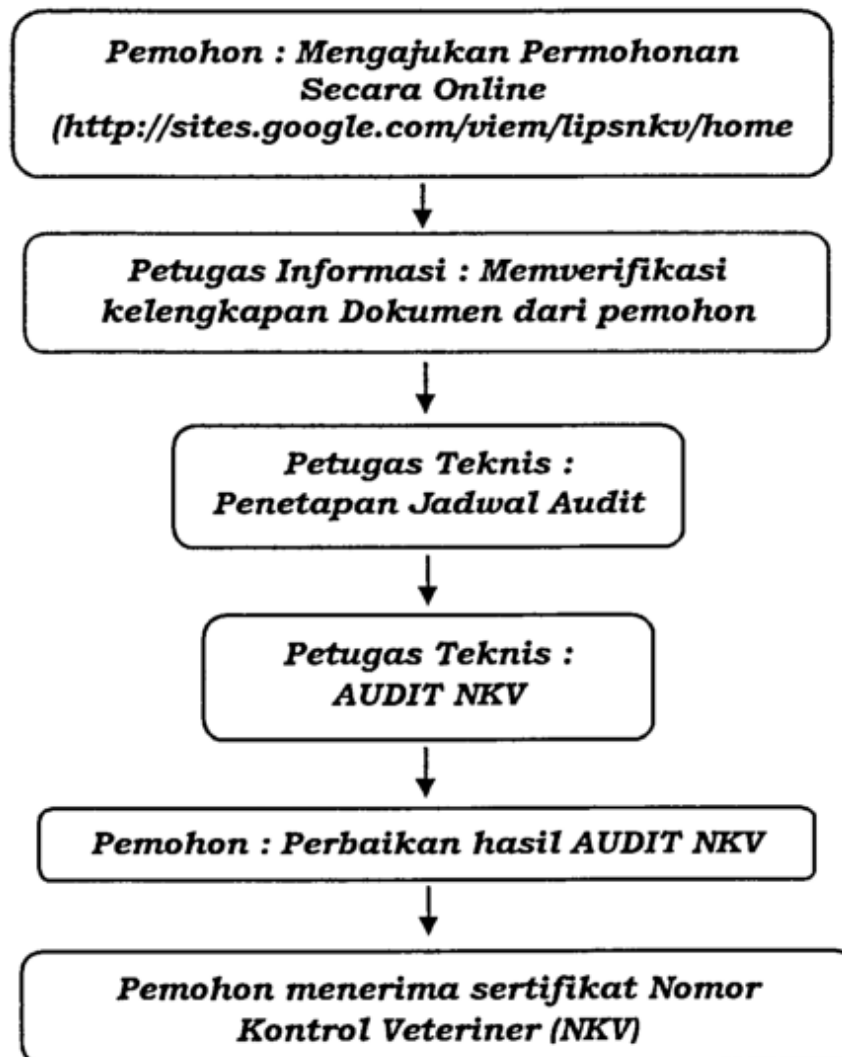 Pemohon : Mengajukan Permohonan
Secara Online
(http://sites.google.com/viem/lipsnkv/home
Petugas Informasi : Memverifikasi
kelengkapan Dokumen dari pemohon
Petugas Teknis :
Penetapan Jadwal Audit
Petugas Teknis :
AUDIT NKV
Pemohon : Perbaikan hasil AUDIT NKV
Pemohon menerima sertifikat Nomor
Kontrol Veteriner (NKV)